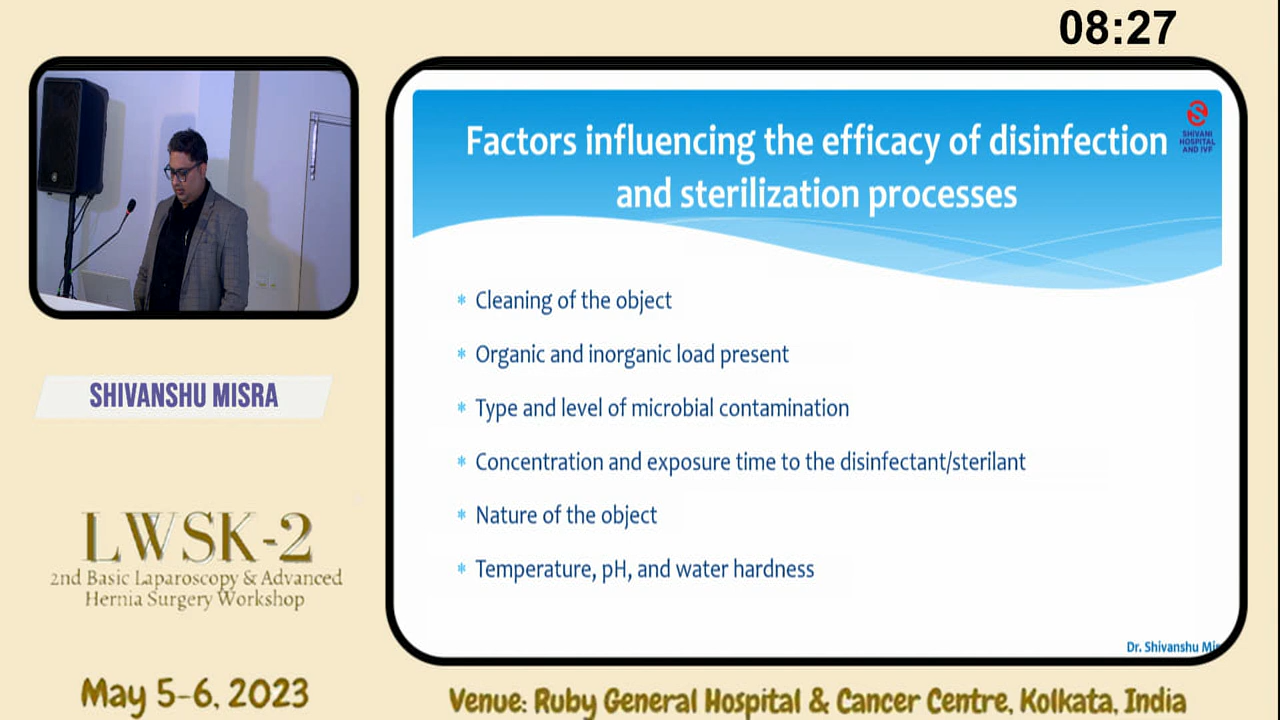 08:27
Factors influencing the efficacy of disinfection
and sterilization processes
SHIVANI
HOSPITAL
AND IVF
* Cleaning of the object
* Organic and inorganic load present
* Type and level of microbial contamination
* Concentration and exposure time to the disinfectant/sterilant
* Nature of the object
* Temperature, pH, and water hardness
Dr. Shivanshu
SHIVANSHU MISRA
LWSK-2
2nd Basic Laparoscopy & Advanced
Hernia Surgery Workshop
May 5-6, 2023
Venue: Ruby General Hospital & Cancer Centre, Kolkata, India